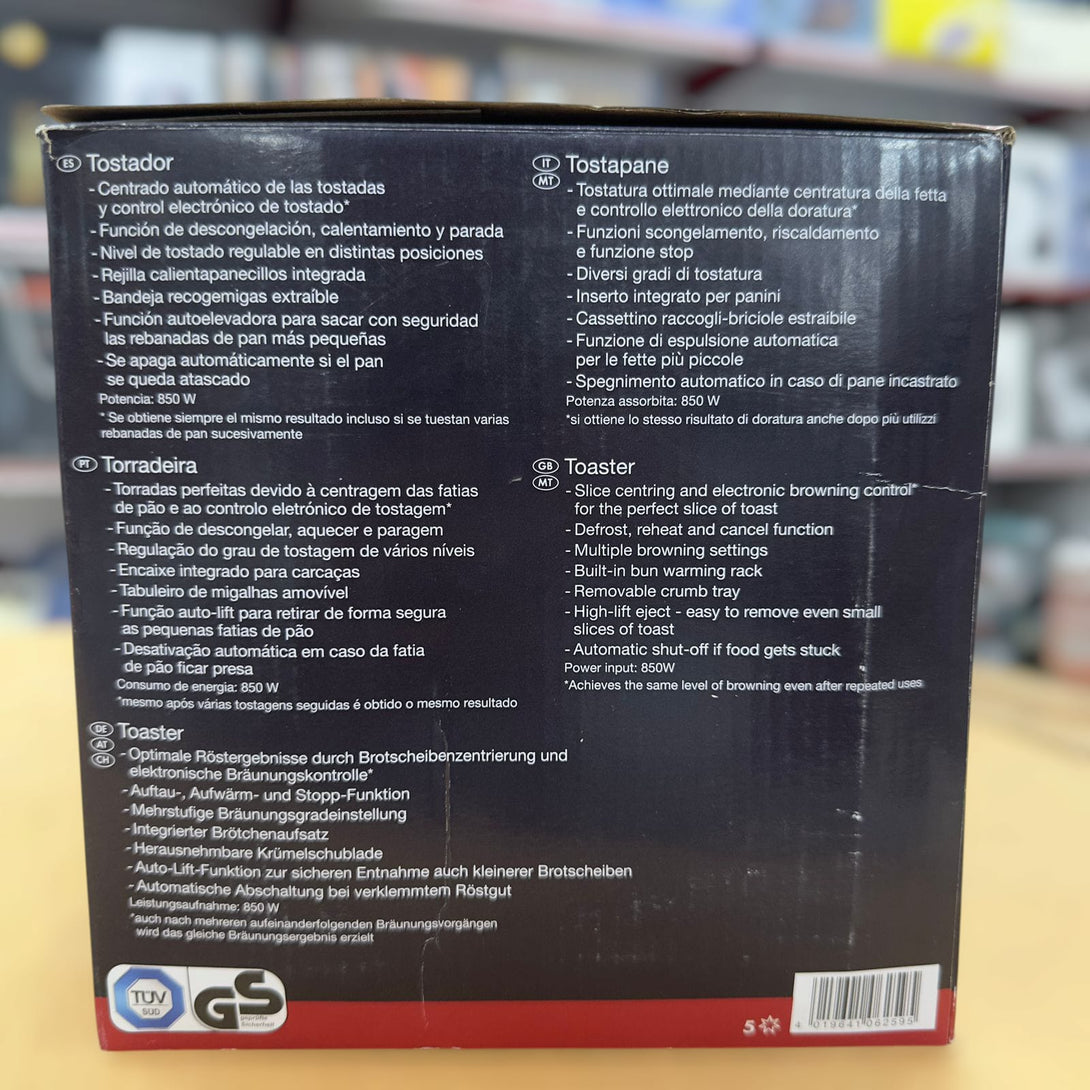 ES Tostador
- Centrado automático de las tostadas
y control electrónico de tostado*
- Función de descongelación, calentamiento y parada
- Nivel de tostado regulable en distintas posiciones
- Rejilla calientapanecillos integrada
- Bandeja recogemigas extraíble
- Función autoelevadora para sacar con seguridad
las rebanadas de pan más pequeñas
- Se apaga automáticamente si el pan
se queda atascado
Potencia: 850 W
* Se obtiene siempre el mismo resultado incluso si se tuestan varias
rebanadas de pan sucesivamente
IT MT Tostapane
- Tostatura ottimale mediante centratura della fetta
e controllo elettronico della doratura*
- Funzioni scongelamento, riscaldamento
e funzione stop
- Diversi gradi di tostatura
- Inserto integrato per panini
- Cassettino raccogli-briciole estraibile
- Funzione di espulsione automatica
per le fette più piccole
- Spegnimento automatico in caso di pane incastrato
Potenza assorbita: 850 W
*si ottiene lo stesso risultato di doratura anche dopo più utilizzi
PT Torradeira
- Torradas perfeitas devido à centragem das fatias
de pão e ao controlo eletrónico de tostagem*
- Função de descongelar, aquecer e paragem
- Regulação do grau de tostagem de vários níveis
- Encaixe integrado para carcaças
- Tabuleiro de migalhas amovível
- Função auto-lift para retirar de forma segura
as pequenas fatias de pão
- Desativação automática em caso da fatia
de pão ficar presa
Consumo de energia: 850 W
*mesmo após várias tostagens seguidas é obtido o mesmo resultado
GB MT Toaster
- Slice centring and electronic browning control*
for the perfect slice of toast
- Defrost, reheat and cancel function
- Multiple browning settings
- Built-in bun warming rack
- Removable crumb tray
- High-lift eject - easy to remove even small
slices of toast
- Automatic shut-off if food gets stuck
Power input: 850W
*Achieves the same level of browning even after repeated uses
DE AT CH Toaster
- Optimale Röstergebnisse durch Brotscheibenzentrierung und
elektronische Bräunungskontrolle*
- Auftau-, Aufwärm- und Stopp-Funktion
- Mehrstufige Bräunungsgradeinstellung
- Integrierter Brötchenaufsatz
- Herausnehmbare Krümelschublade
- Auto-Lift-Funktion zur sicheren Entnahme auch kleinerer Brotscheiben
- Automatische Abschaltung bei verklemmtem Röstgut
Leistungsaufnahme: 850 W
*auch nach mehreren aufeinanderfolgenden Bräunungsvorgängen
wird das gleiche Bräunungsergebnis erzielt
TÜV
SÜD
GS
geprüfte
Sicherheit
5
4 019641 062595